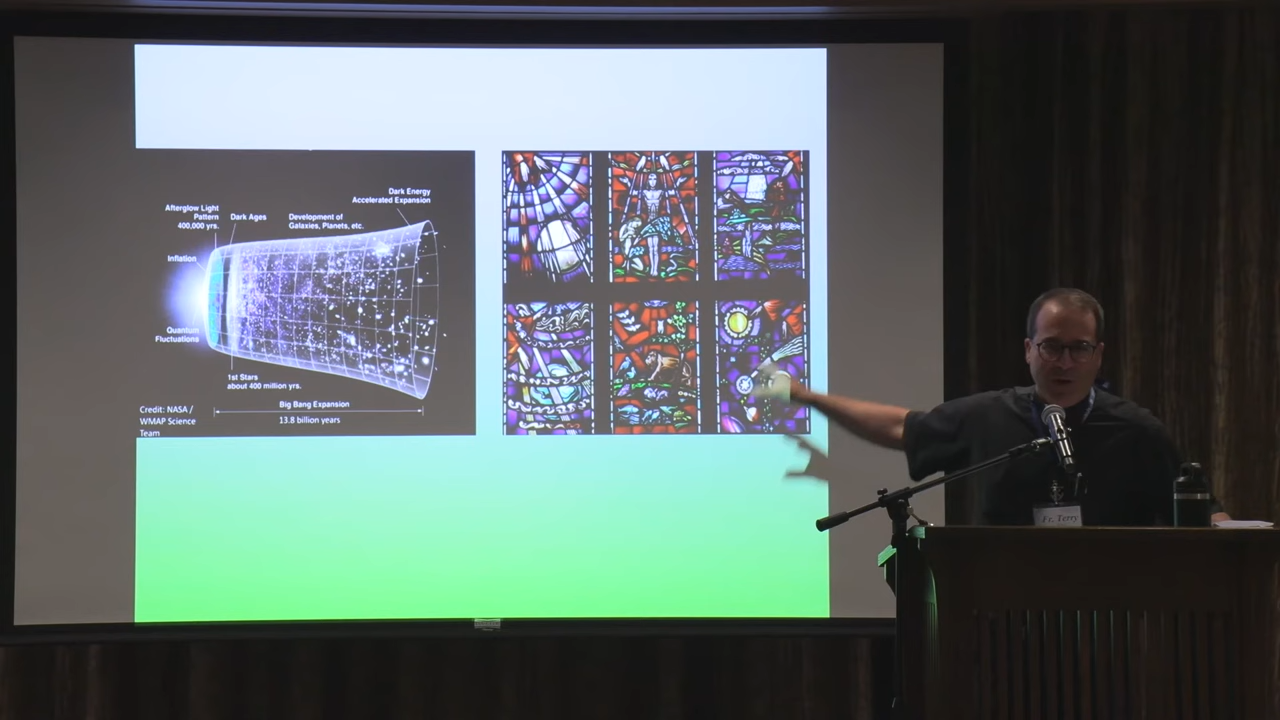 Dark Energy
Accelerated Expansion
Afterglow Light
Pattern
400,000 yrs.
Dark Ages
Development of
Galaxies, Planets, etc.
Inflation
Quantum
Fluctuations
1st Stars
about 400 million yrs.
Big Bang Expansion
13.8 billion years
Credit: NASA /
WMAP Science
Team
Fr. Terry